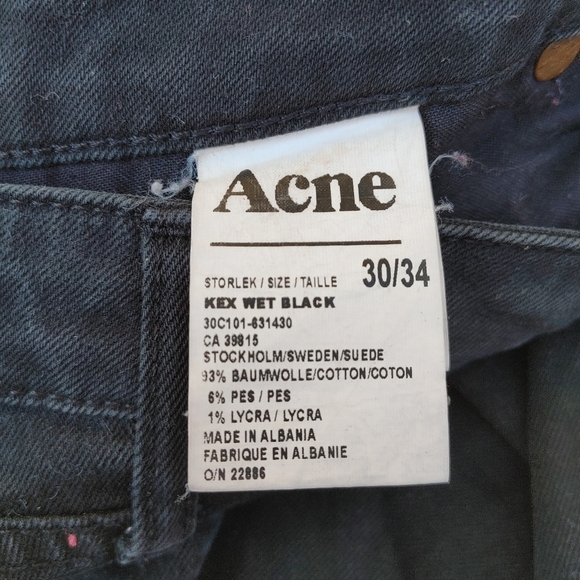 Acne
STORLEK / SIZE / TAILLE 30/34
KEX WET BLACK
30C101-631430
CA 39815
STOCKHOLM/SWEDEN/SUEDE
93% BAUMWOLLE/COTTON/COTON
6% PES / PES
1% LYCRA / LYCRA
MADE IN ALBANIA
FABRIQUE EN ALBANIE
O/N 22886